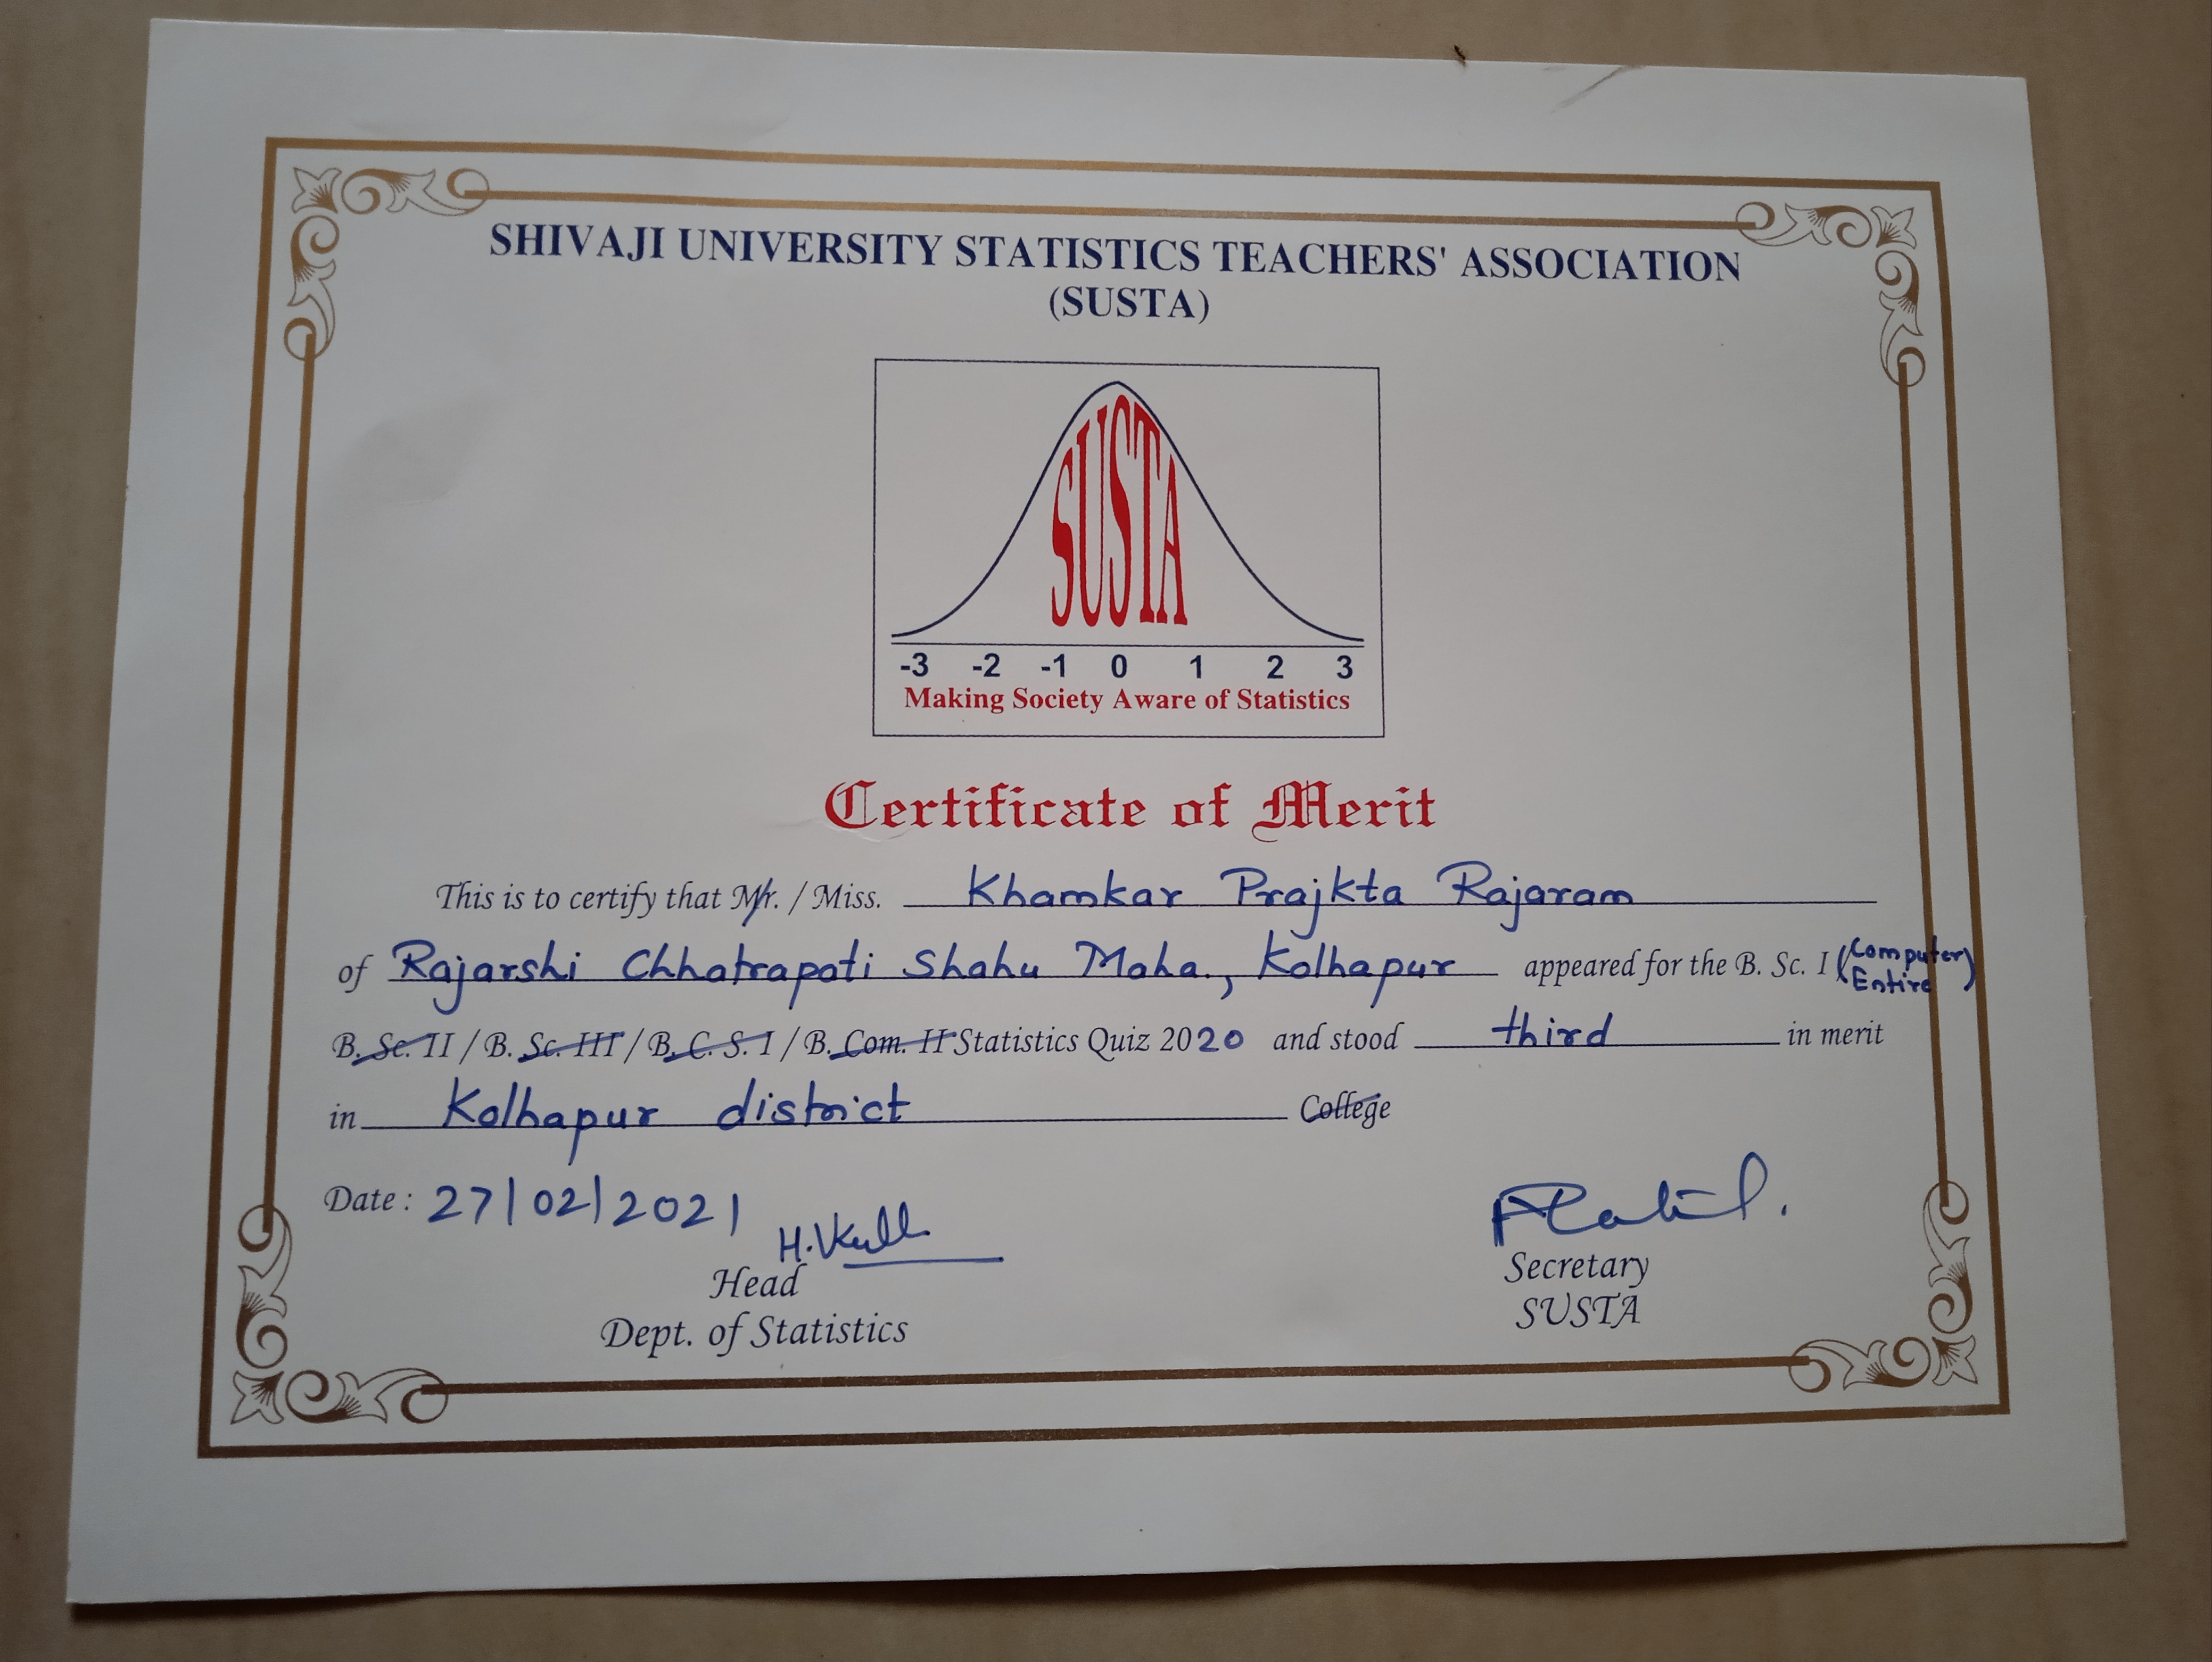 SHIVAJI UNIVERSITY STATISTICS TEACHERS' ASSOCIATION
(SUSTA)
SUSTA
-3 -2 -1 0 1 2 3
Making Society Aware of Statistics
Certificate of Merit
This is to certify that Mr. / Miss. Khamkar Prajkta Rajaram
of Rajarshi Chhatrapati Shahu Maha., Kolhapur appeared for the B. Sc. I (Computer Entire)
B. Sc. II / B. Sc. III / B. C. S. I / B. Com. II Statistics Quiz 2020 and stood third in merit
in Kolhapur district College
Date : 27/02/2021
Head
Dept. of Statistics
Secretary
SUSTA